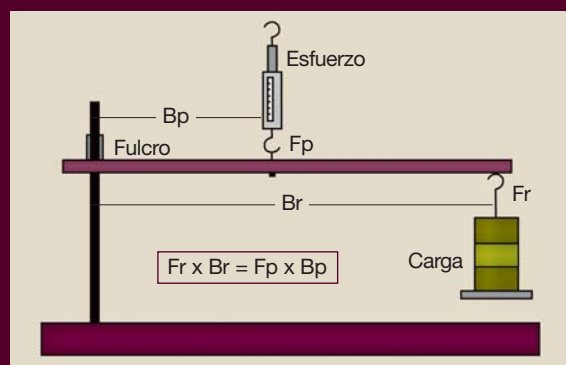 Esfuerzo
Bp
Fulcro
Fp
Br
Fr
Fr x Br = Fp x Bp
Carga